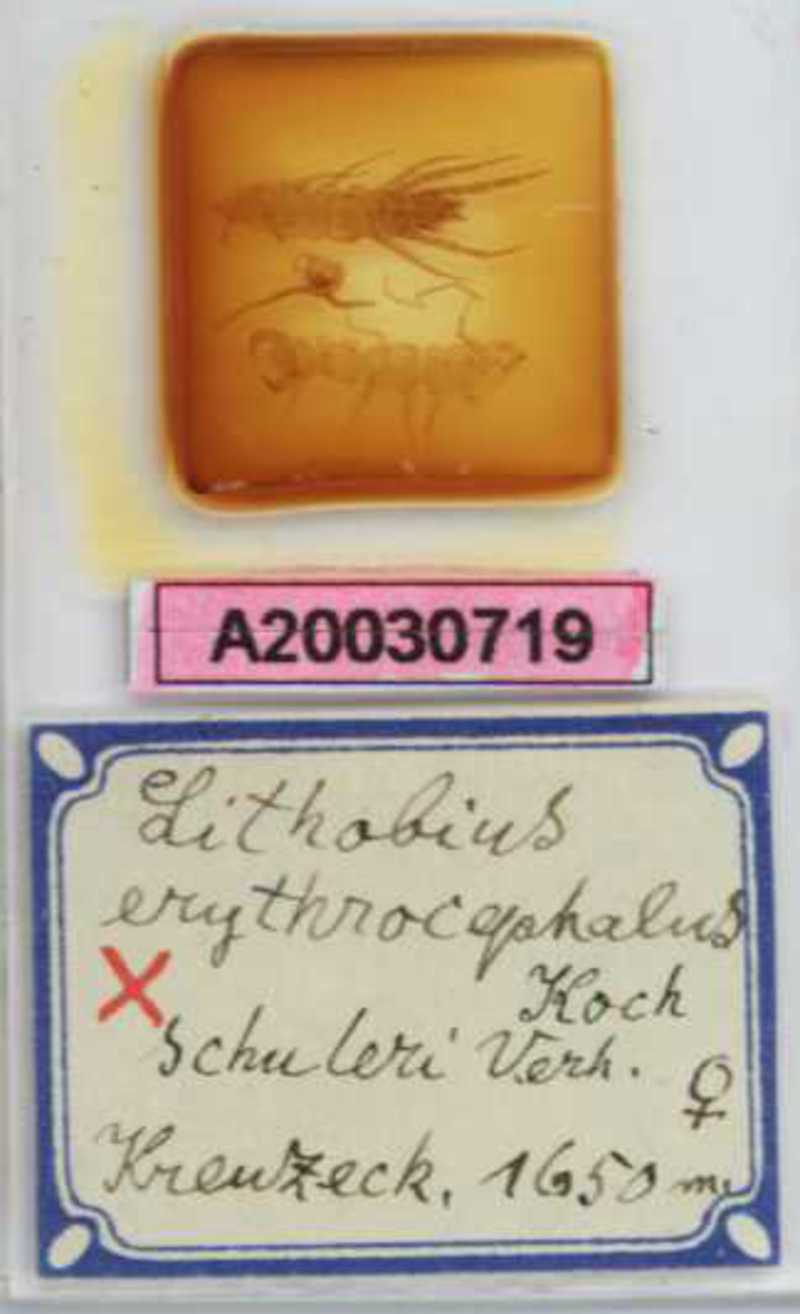 A20030719
Lithobius
erythrocephalus
X Koch
schuleri Verh. ♀
Kreuzeck, 1650 m.